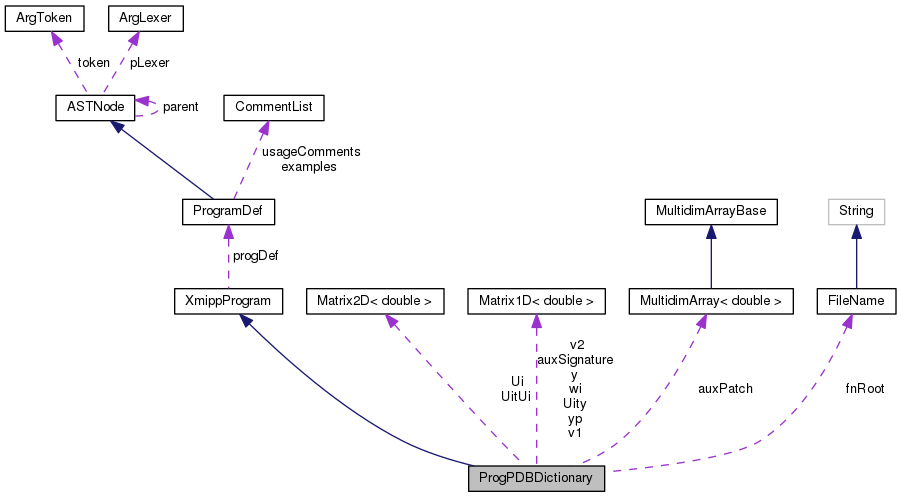 ArgToken
ArgLexer
token
pLexer
ASTNode
parent
CommentList
usageComments
examples
ProgramDef
MultidimArrayBase
String
progDef
XmippProgram
Matrix2D< double >
Matrix1D< double >
MultidimArray< double >
FileName
Ui
UitUi
v2
auxSignature
y
wi
Uity
yp
v1
auxPatch
fnRoot
ProgPDBDictionary